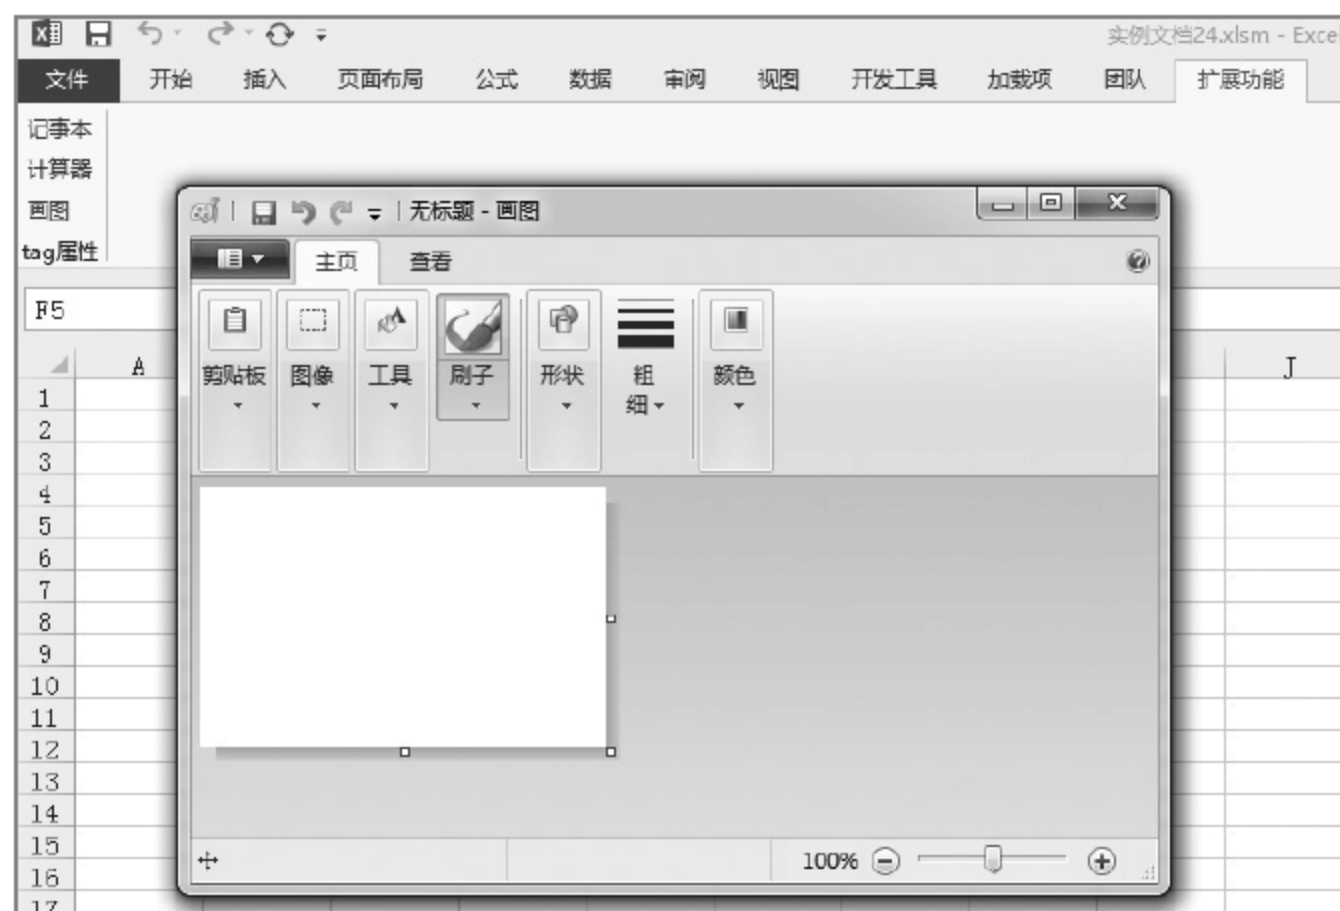 实例文档24.xlsm - Exce
文件 开始 插入 页面布局 公式 数据 审阅 视图 开发工具 加载项 团队 扩展功能
记事本
计算器
画图
tag属性
无标题 - 画图
主页 查看
F5
剪贴板 图像 工具 刷子 形状 粗细 颜色
A J
1
2
3
4
5
6
7
8
9
10
11
12
13
14
15
16
17
100%